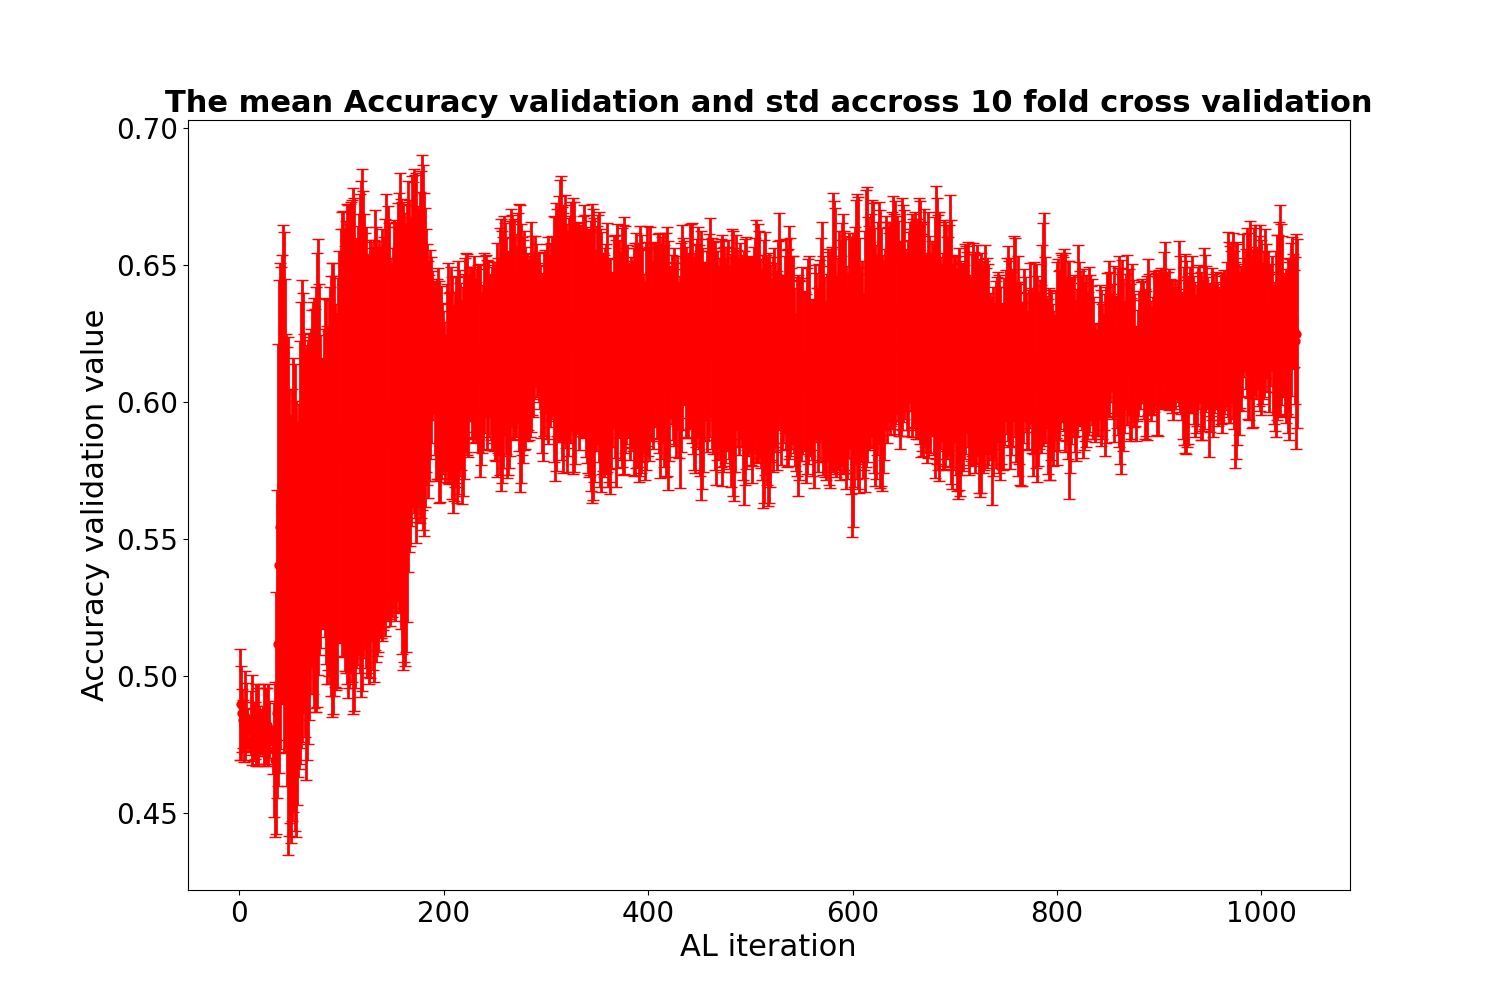 The mean Accuracy validation and std accross 10 fold cross validation
0.70
0.65
0.60
0.55
0.50
0.45
Accuracy validation value
0 200 400 600 800 1000
AL iteration